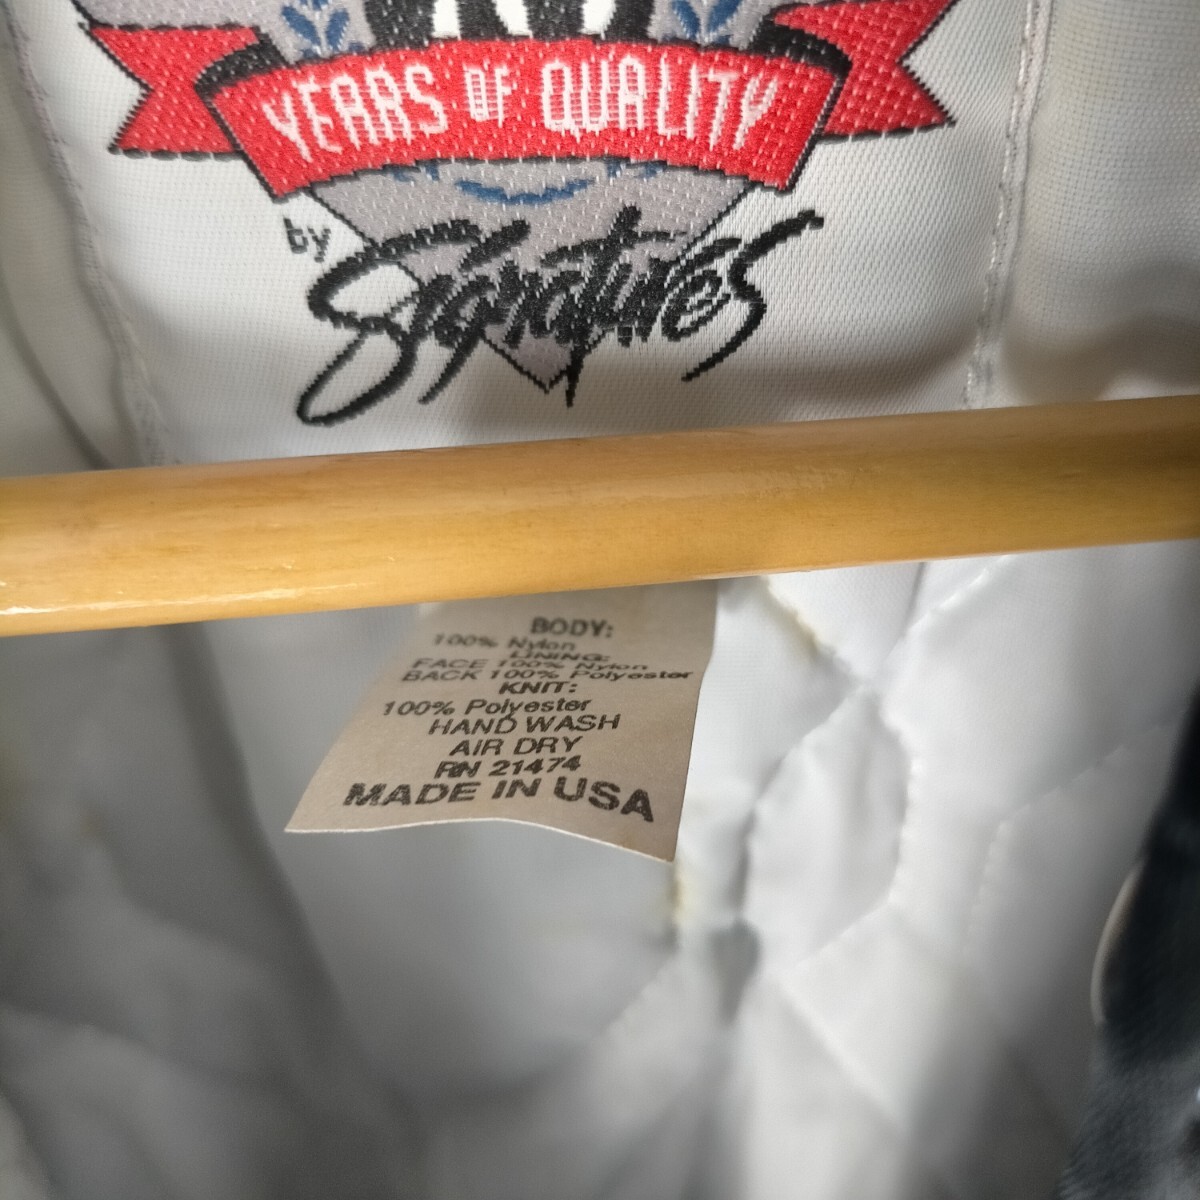 YEARS OF QUALITY
by Signatures
BODY:
100% Nylon
LINING:
FACE 100% Nylon
BACK 100% Polyester
KNIT:
100% Polyester
HAND WASH
AIR DRY
RN 21474
MADE IN USA